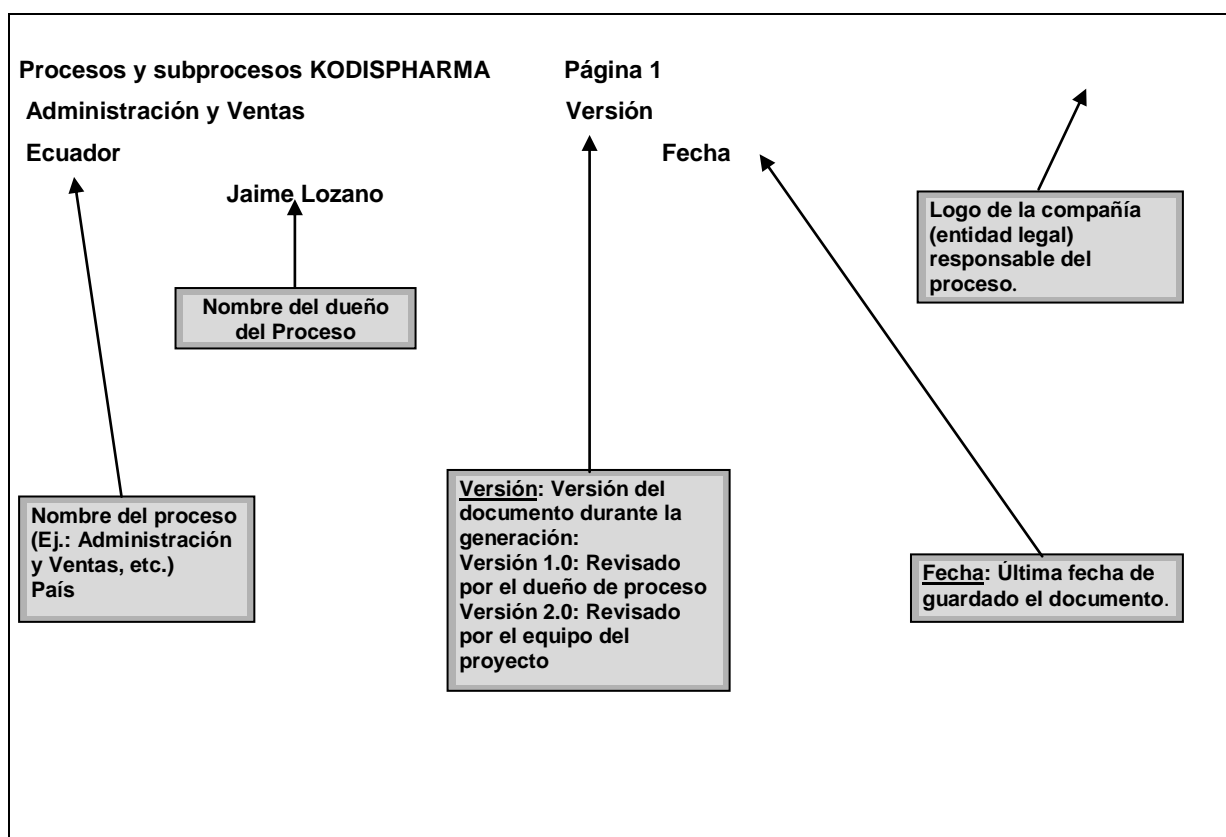 Procesos y subprocesos KODISPHARMA Página 1
Administración y Ventas Versión
Ecuador Fecha
Jaime Lozano
Logo de la compañía
(entidad legal)
responsable del
proceso.
Nombre del dueño
del Proceso
Nombre del proceso
(Ej.: Administración
y Ventas, etc.)
País
Versión: Versión del
documento durante la
generación:
Versión 1.0: Revisado
por el dueño de proceso
Versión 2.0: Revisado
por el equipo del
proyecto
Fecha: Última fecha de
guardado el documento.